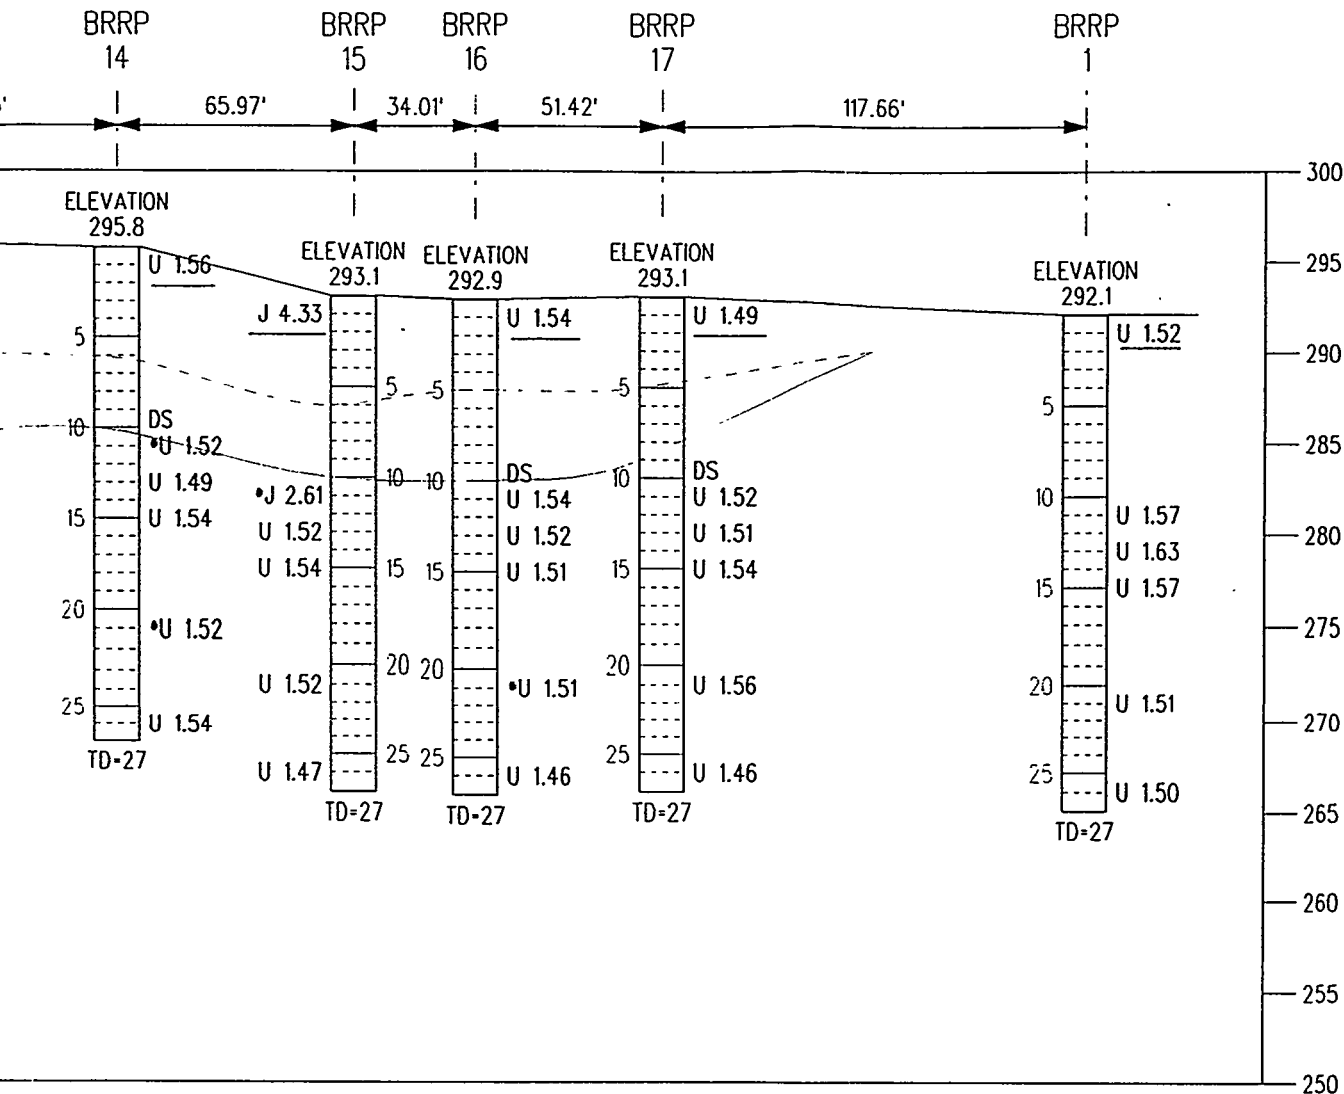 BRRP BRRP BRRP BRRP BRRP
14 15 16 17 1
65.97' 34.01' 51.42' 117.66'
300
ELEVATION
295.8
U 1.56
5
10
DS
•U 1.52
U 1.49
15
U 1.54
20
•U 1.52
25
U 1.54
TD=27
ELEVATION
293.1
J 4.33
5
10
•J 2.61
U 1.52
U 1.54
15
20
U 1.52
25
U 1.47
TD=27
ELEVATION
292.9
U 1.54
5
10
DS
U 1.54
U 1.52
15
U 1.51
20
•U 1.51
25
U 1.46
TD=27
ELEVATION
293.1
U 1.49
5
10
DS
U 1.52
U 1.51
15
U 1.54
20
U 1.56
25
U 1.46
TD=27
ELEVATION
292.1
U 1.52
5
10
U 1.57
U 1.63
15
U 1.57
20
U 1.51
25
U 1.50
TD=27
295
290
285
280
275
270
265
260
255
250